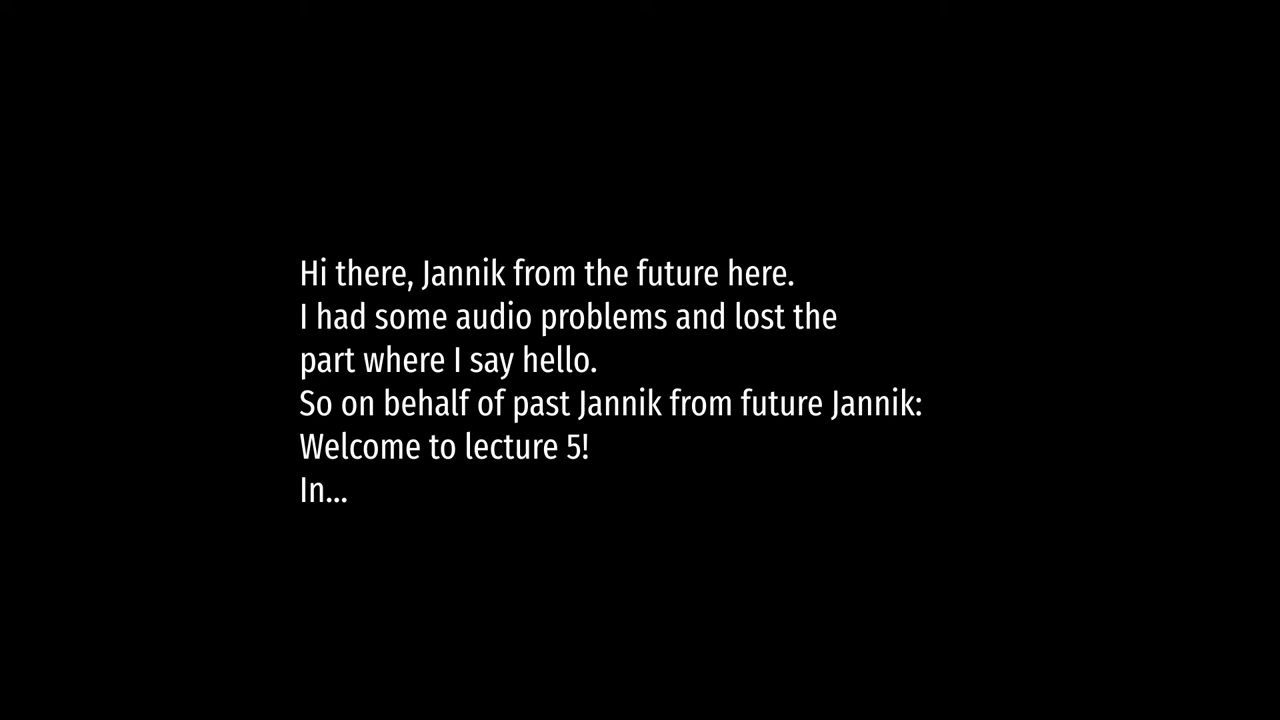 Hi there, Jannik from the future here.
I had some audio problems and lost the
part where I say hello.
So on behalf of past Jannik from future Jannik:
Welcome to lecture 5!
In...